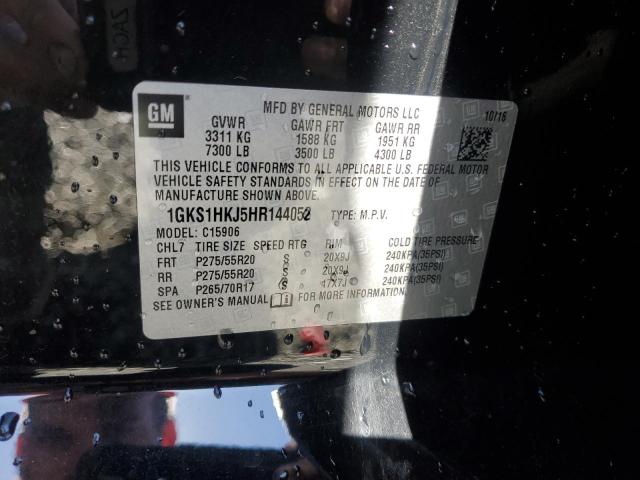 ZACH
GM
MFD BY GENERAL MOTORS LLC
10/16
GVWR GAWR FRT GAWR RR
3311 KG 1588 KG 1951 KG
7300 LB 3500 LB 4300 LB
THIS VEHICLE CONFORMS TO ALL APPLICABLE U.S. FEDERAL MOTOR
VEHICLE SAFETY STANDARDS IN EFFECT ON THE DATE OF
MANUFACTURE SHOWN ABOVE.
1GKS1HKJ5HR144052 TYPE: M.P.V.
MODEL: C15906
CHL7 TIRE SIZE SPEED RTG RIM COLD TIRE PRESSURE
FRT P275/55R20 S 20X9J 240KPA(35PSI)
RR P275/55R20 S 20X9J 240KPA(35PSI)
SPA P265/70R17 S 17X7J 240KPA(35PSI)
SEE OWNER'S MANUAL FOR ADDITIONAL INFORMATION.